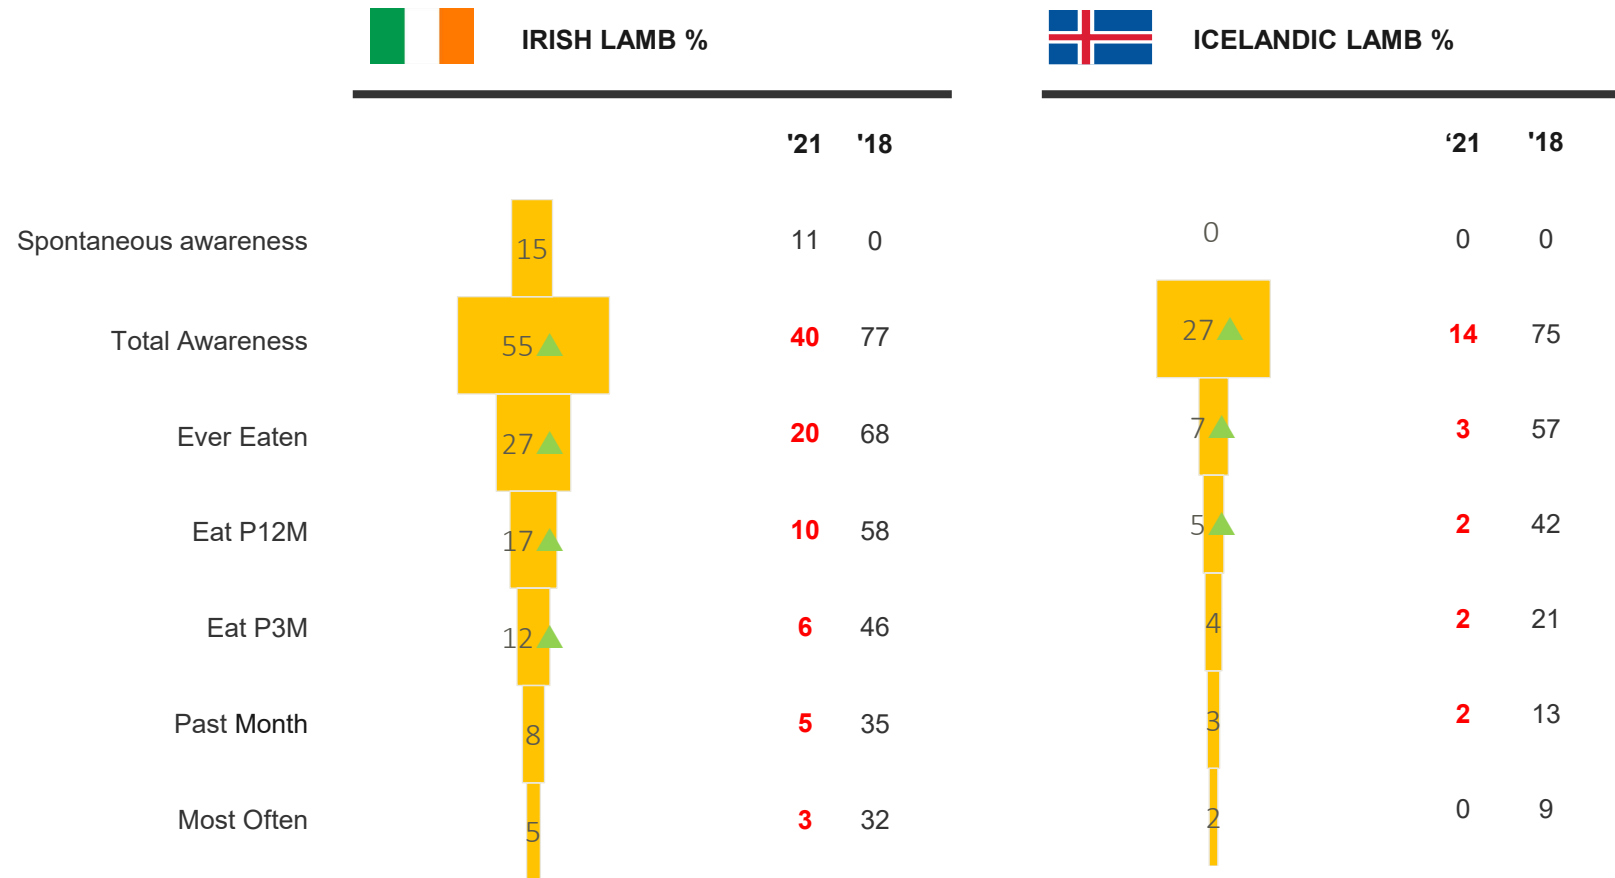 IRISH LAMB % ICELANDIC LAMB %
'21 '18 ‘21 '18
Spontaneous awareness 15 11 0 0 0 0
Total Awareness 55 40 77 27 14 75
Ever Eaten 27 20 68 7 3 57
Eat P12M 17 10 58 5 2 42
Eat P3M 12 6 46 4 2 21
Past Month 8 5 35 3 2 13
Most Often 5 3 32 2 0 9